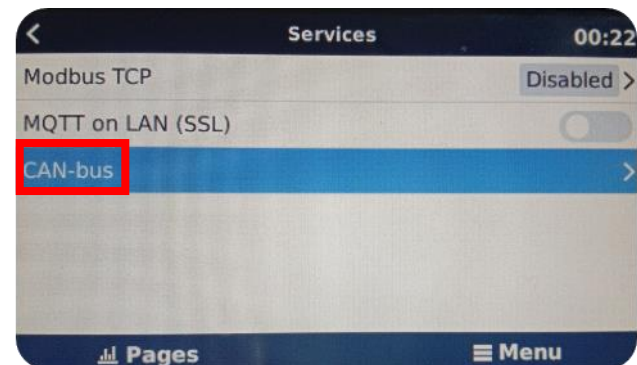 Services 00:22
Modbus TCP Disabled
MQTT on LAN (SSL)
CAN-bus
Pages Menu